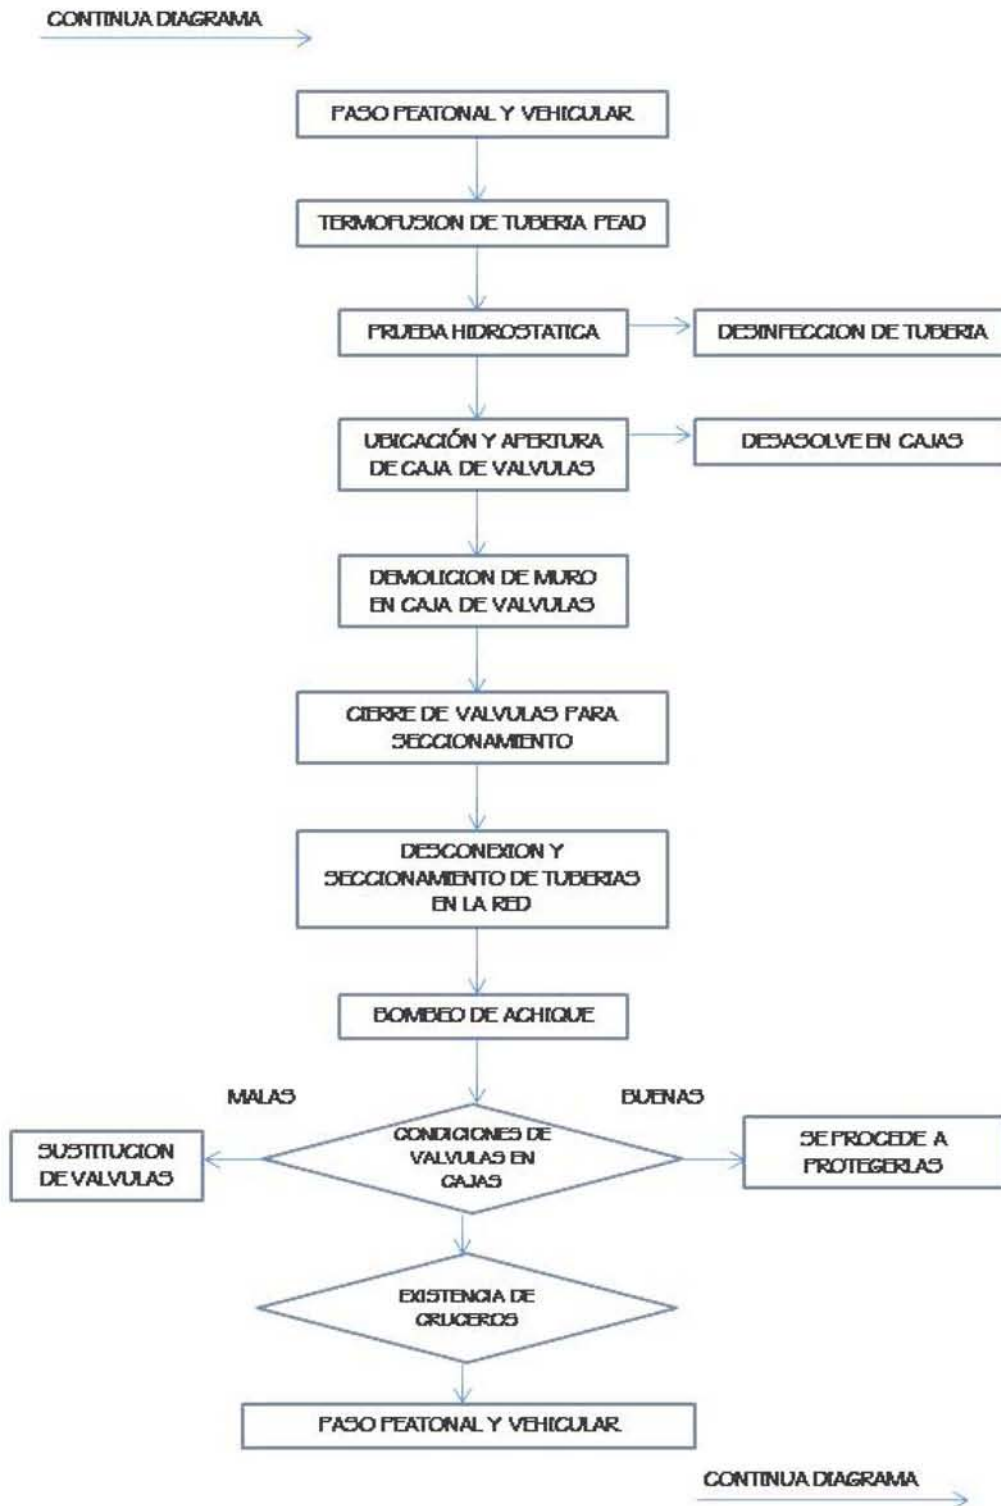 CONTINUA DIAGRAMA
PASO PEATONAL Y VEHICULAR
TERMOFUSION DE TUBERIA PEAD
PRUEBA HIDROSTATICA
DESINFECCION DE TUBERIA
UBICACIÓN Y APERTURA
DE CAJA DE VALVULAS
DESASOLVE EN CAJAS
DEMOLICION DE MURO
EN CAJA DE VALVULAS
CIERRE DE VALVULAS PARA
SECCIONAMIENTO
DESCONEXION Y
SECCIONAMIENTO DE TUBERIAS
EN LA RED
BOMBEO DE ACHIQUE
MALAS
BUENAS
SUSTITUCION
DE VALVULAS
CONDICIONES DE
VALVULAS EN
CAJAS
SE PROCEDE A
PROTEGERLAS
EXISTENCIA DE
CRUCEROS
PASO PEATONAL Y VEHICULAR
CONTINUA DIAGRAMA